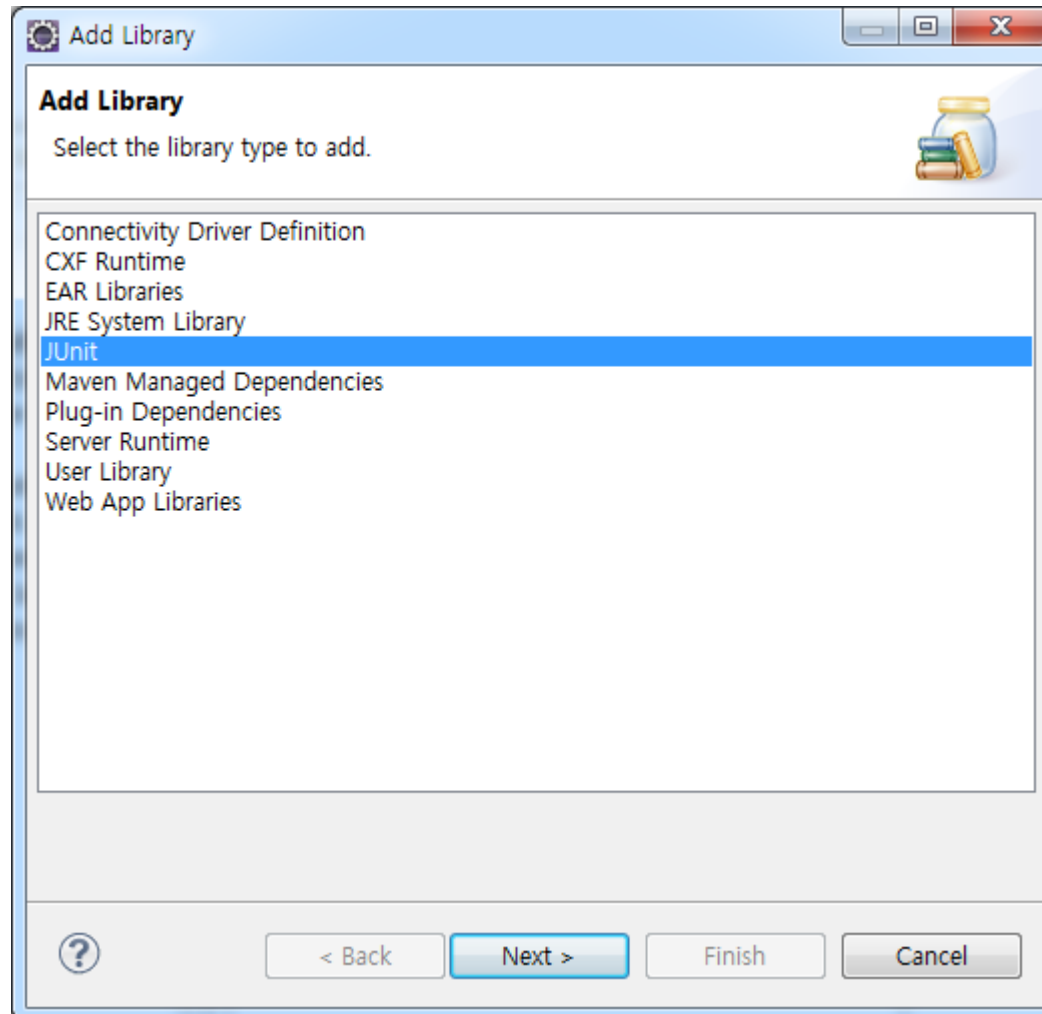 Add Library
Add Library
Select the library type to add.
Connectivity Driver Definition
CXF Runtime
EAR Libraries
JRE System Library
JUnit
Maven Managed Dependencies
Plug-in Dependencies
Server Runtime
User Library
Web App Libraries
?
< Back
Next >
Finish
Cancel